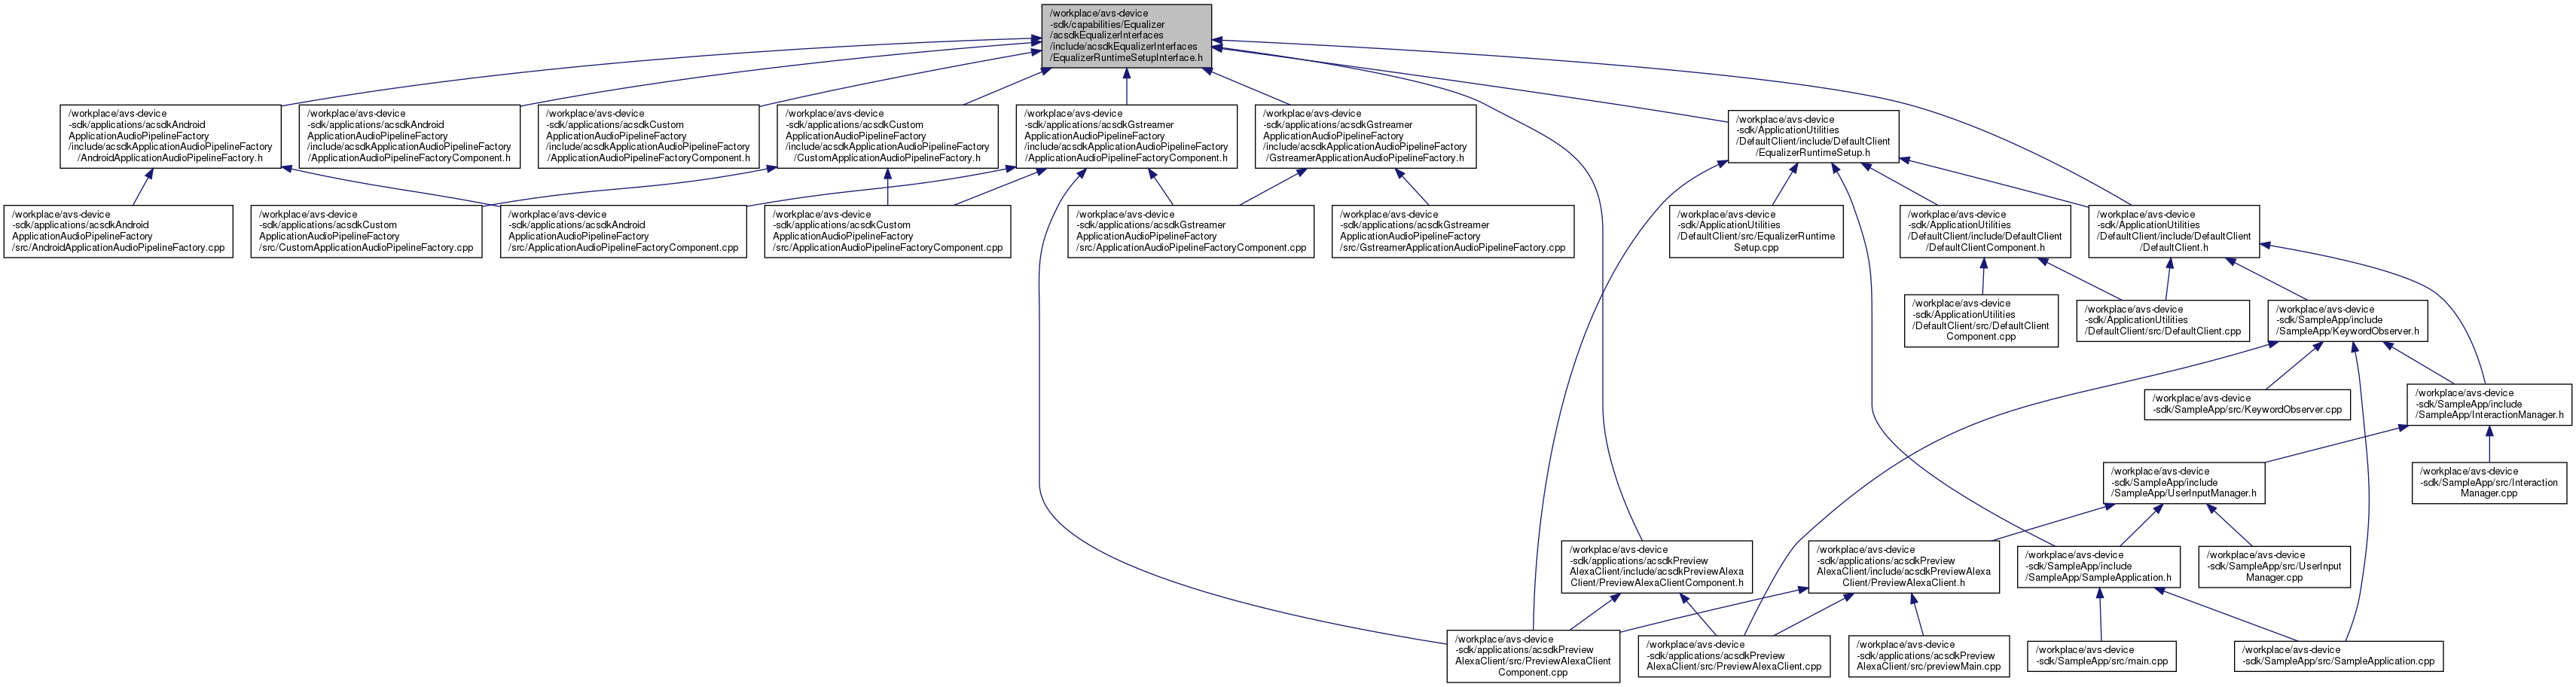 /workplace/avs-device
-sdk/capabilities/Equalizer
/acsdkEqualizerInterfaces
/include/acsdkEqualizerInterfaces
/EqualizerRuntimeSetupInterface.h
/workplace/avs-device
-sdk/applications/acsdkAndroid
ApplicationAudioPipelineFactory
/include/acsdkApplicationAudioPipelineFactory
/AndroidApplicationAudioPipelineFactory.h
/workplace/avs-device
-sdk/applications/acsdkAndroid
ApplicationAudioPipelineFactory
/include/acsdkApplicationAudioPipelineFactory
/ApplicationAudioPipelineFactoryComponent.h
/workplace/avs-device
-sdk/applications/acsdkCustom
ApplicationAudioPipelineFactory
/include/acsdkApplicationAudioPipelineFactory
/ApplicationAudioPipelineFactoryComponent.h
/workplace/avs-device
-sdk/applications/acsdkCustom
ApplicationAudioPipelineFactory
/include/acsdkApplicationAudioPipelineFactory
/CustomApplicationAudioPipelineFactory.h
/workplace/avs-device
-sdk/applications/acsdkGstreamer
ApplicationAudioPipelineFactory
/include/acsdkApplicationAudioPipelineFactory
/ApplicationAudioPipelineFactoryComponent.h
/workplace/avs-device
-sdk/applications/acsdkGstreamer
ApplicationAudioPipelineFactory
/include/acsdkApplicationAudioPipelineFactory
/GstreamerApplicationAudioPipelineFactory.h
/workplace/avs-device
-sdk/ApplicationUtilities
/DefaultClient/include/DefaultClient
/EqualizerRuntimeSetup.h
/workplace/avs-device
-sdk/applications/acsdkAndroid
ApplicationAudioPipelineFactory
/src/AndroidApplicationAudioPipelineFactory.cpp
/workplace/avs-device
-sdk/applications/acsdkCustom
ApplicationAudioPipelineFactory
/src/CustomApplicationAudioPipelineFactory.cpp
/workplace/avs-device
-sdk/applications/acsdkAndroid
ApplicationAudioPipelineFactory
/src/ApplicationAudioPipelineFactoryComponent.cpp
/workplace/avs-device
-sdk/applications/acsdkCustom
ApplicationAudioPipelineFactory
/src/ApplicationAudioPipelineFactoryComponent.cpp
/workplace/avs-device
-sdk/applications/acsdkGstreamer
ApplicationAudioPipelineFactory
/src/ApplicationAudioPipelineFactoryComponent.cpp
/workplace/avs-device
-sdk/applications/acsdkGstreamer
ApplicationAudioPipelineFactory
/src/GstreamerApplicationAudioPipelineFactory.cpp
/workplace/avs-device
-sdk/ApplicationUtilities
/DefaultClient/src/EqualizerRuntime
Setup.cpp
/workplace/avs-device
-sdk/ApplicationUtilities
/DefaultClient/include/DefaultClient
/DefaultClientComponent.h
/workplace/avs-device
-sdk/ApplicationUtilities
/DefaultClient/include/DefaultClient
/DefaultClient.h
/workplace/avs-device
-sdk/ApplicationUtilities
/DefaultClient/src/DefaultClient
Component.cpp
/workplace/avs-device
-sdk/ApplicationUtilities
/DefaultClient/src/DefaultClient.cpp
/workplace/avs-device
-sdk/SampleApp/include
/SampleApp/KeywordObserver.h
/workplace/avs-device
-sdk/SampleApp/src/KeywordObserver.cpp
/workplace/avs-device
-sdk/SampleApp/include
/SampleApp/InteractionManager.h
/workplace/avs-device
-sdk/SampleApp/include
/SampleApp/UserInputManager.h
/workplace/avs-device
-sdk/SampleApp/src/Interaction
Manager.cpp
/workplace/avs-device
-sdk/applications/acsdkPreview
AlexaClient/include/acsdkPreviewAlexa
Client/PreviewAlexaClientComponent.h
/workplace/avs-device
-sdk/applications/acsdkPreview
AlexaClient/include/acsdkPreviewAlexa
Client/PreviewAlexaClient.h
/workplace/avs-device
-sdk/SampleApp/include
/SampleApp/SampleApplication.h
/workplace/avs-device
-sdk/SampleApp/src/UserInput
Manager.cpp
/workplace/avs-device
-sdk/applications/acsdkPreview
AlexaClient/src/PreviewAlexaClient
Component.cpp
/workplace/avs-device
-sdk/applications/acsdkPreview
AlexaClient/src/PreviewAlexaClient.cpp
/workplace/avs-device
-sdk/applications/acsdkPreview
AlexaClient/src/previewMain.cpp
/workplace/avs-device
-sdk/SampleApp/src/main.cpp
/workplace/avs-device
-sdk/SampleApp/src/SampleApplication.cpp